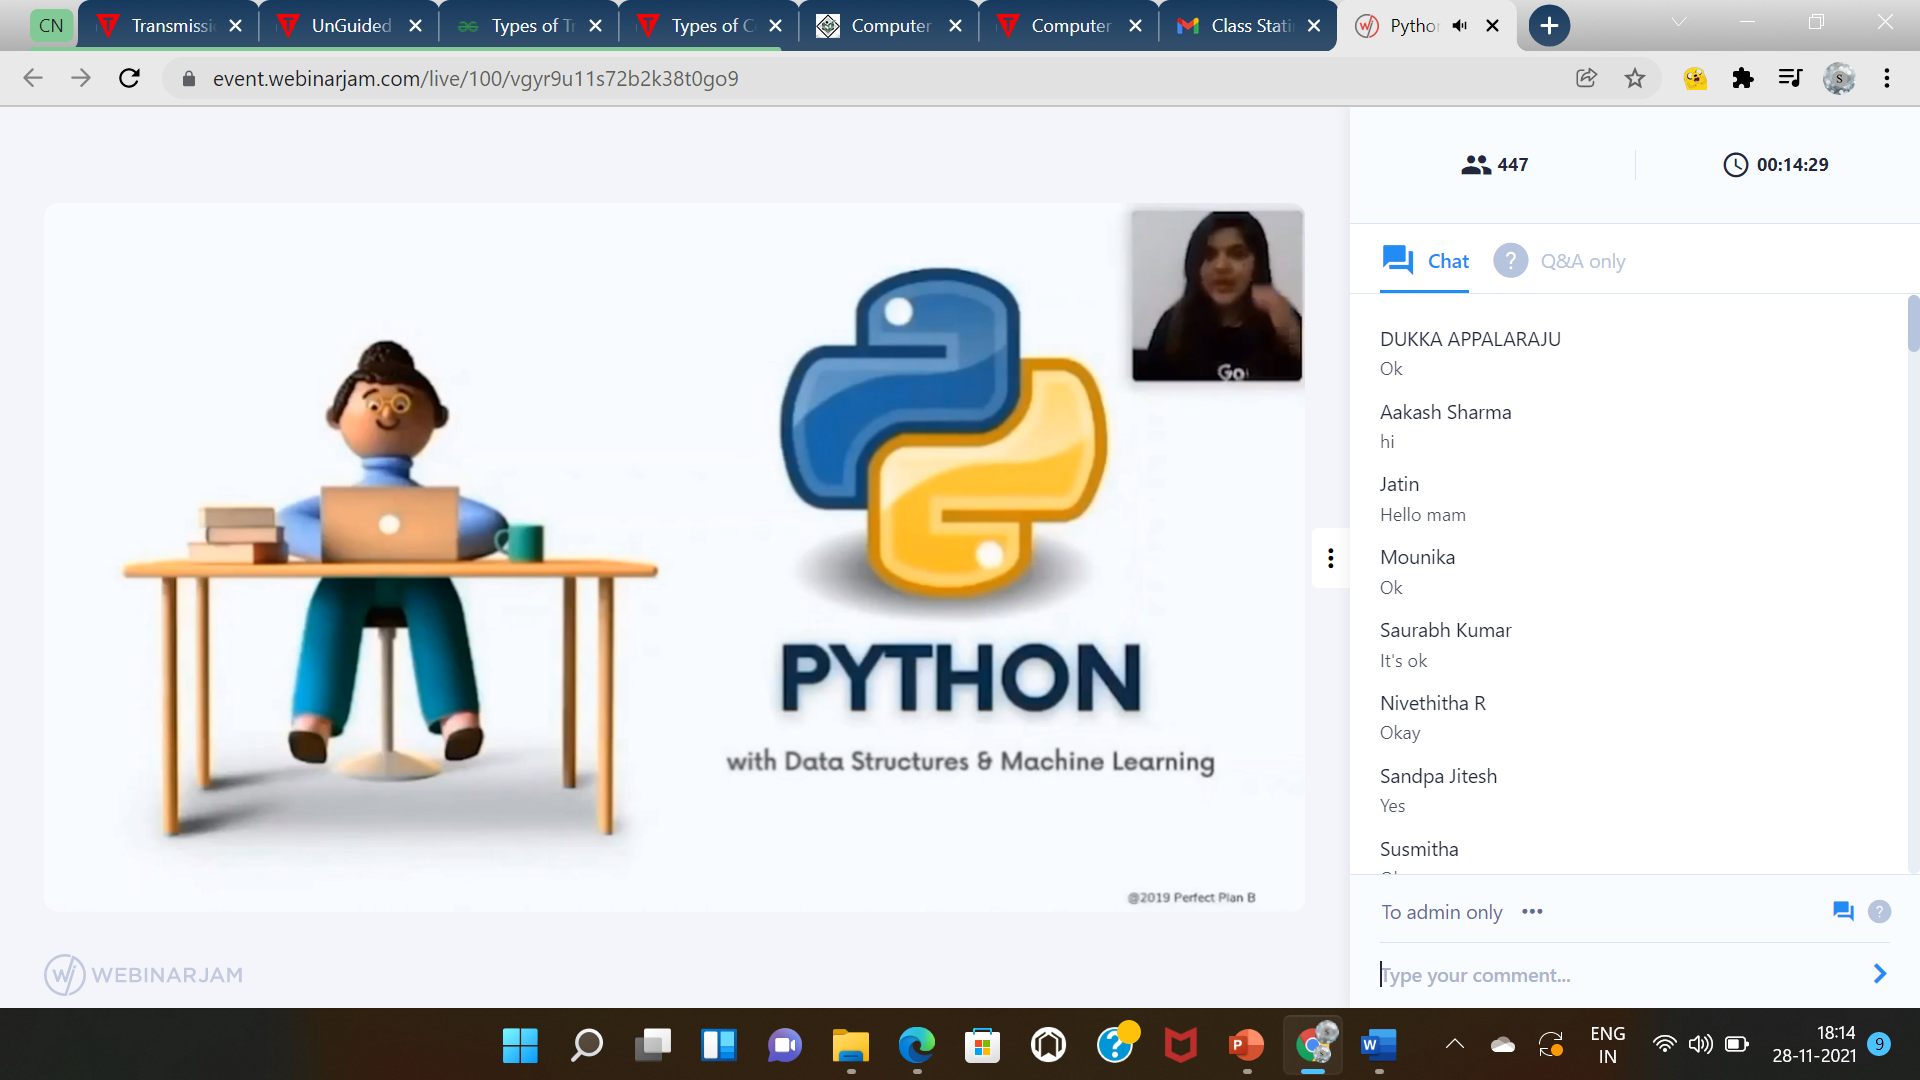 CN
Transmissi
UnGuided
Types of Tr
Types of C
Computer
Computer
Class Stati
Pytho
event.webinarjam.com/live/100/vgyr9u11s72b2k38t0go9
S
447
00:14:29
Chat
? Q&A only
Go
PYTHON
with Data Structures & Machine Learning
@2019 Perfect Plan B
DUKKA APPALARAJU
Ok
Aakash Sharma
hi
Jatin
Hello mam
Mounika
Ok
Saurabh Kumar
It's ok
Nivethitha R
Okay
Sandpa Jitesh
Yes
Susmitha
To admin only
?
Type your comment...
WEBINARJAM
?
P
W
ENG
IN
18:14
28-11-2021
9